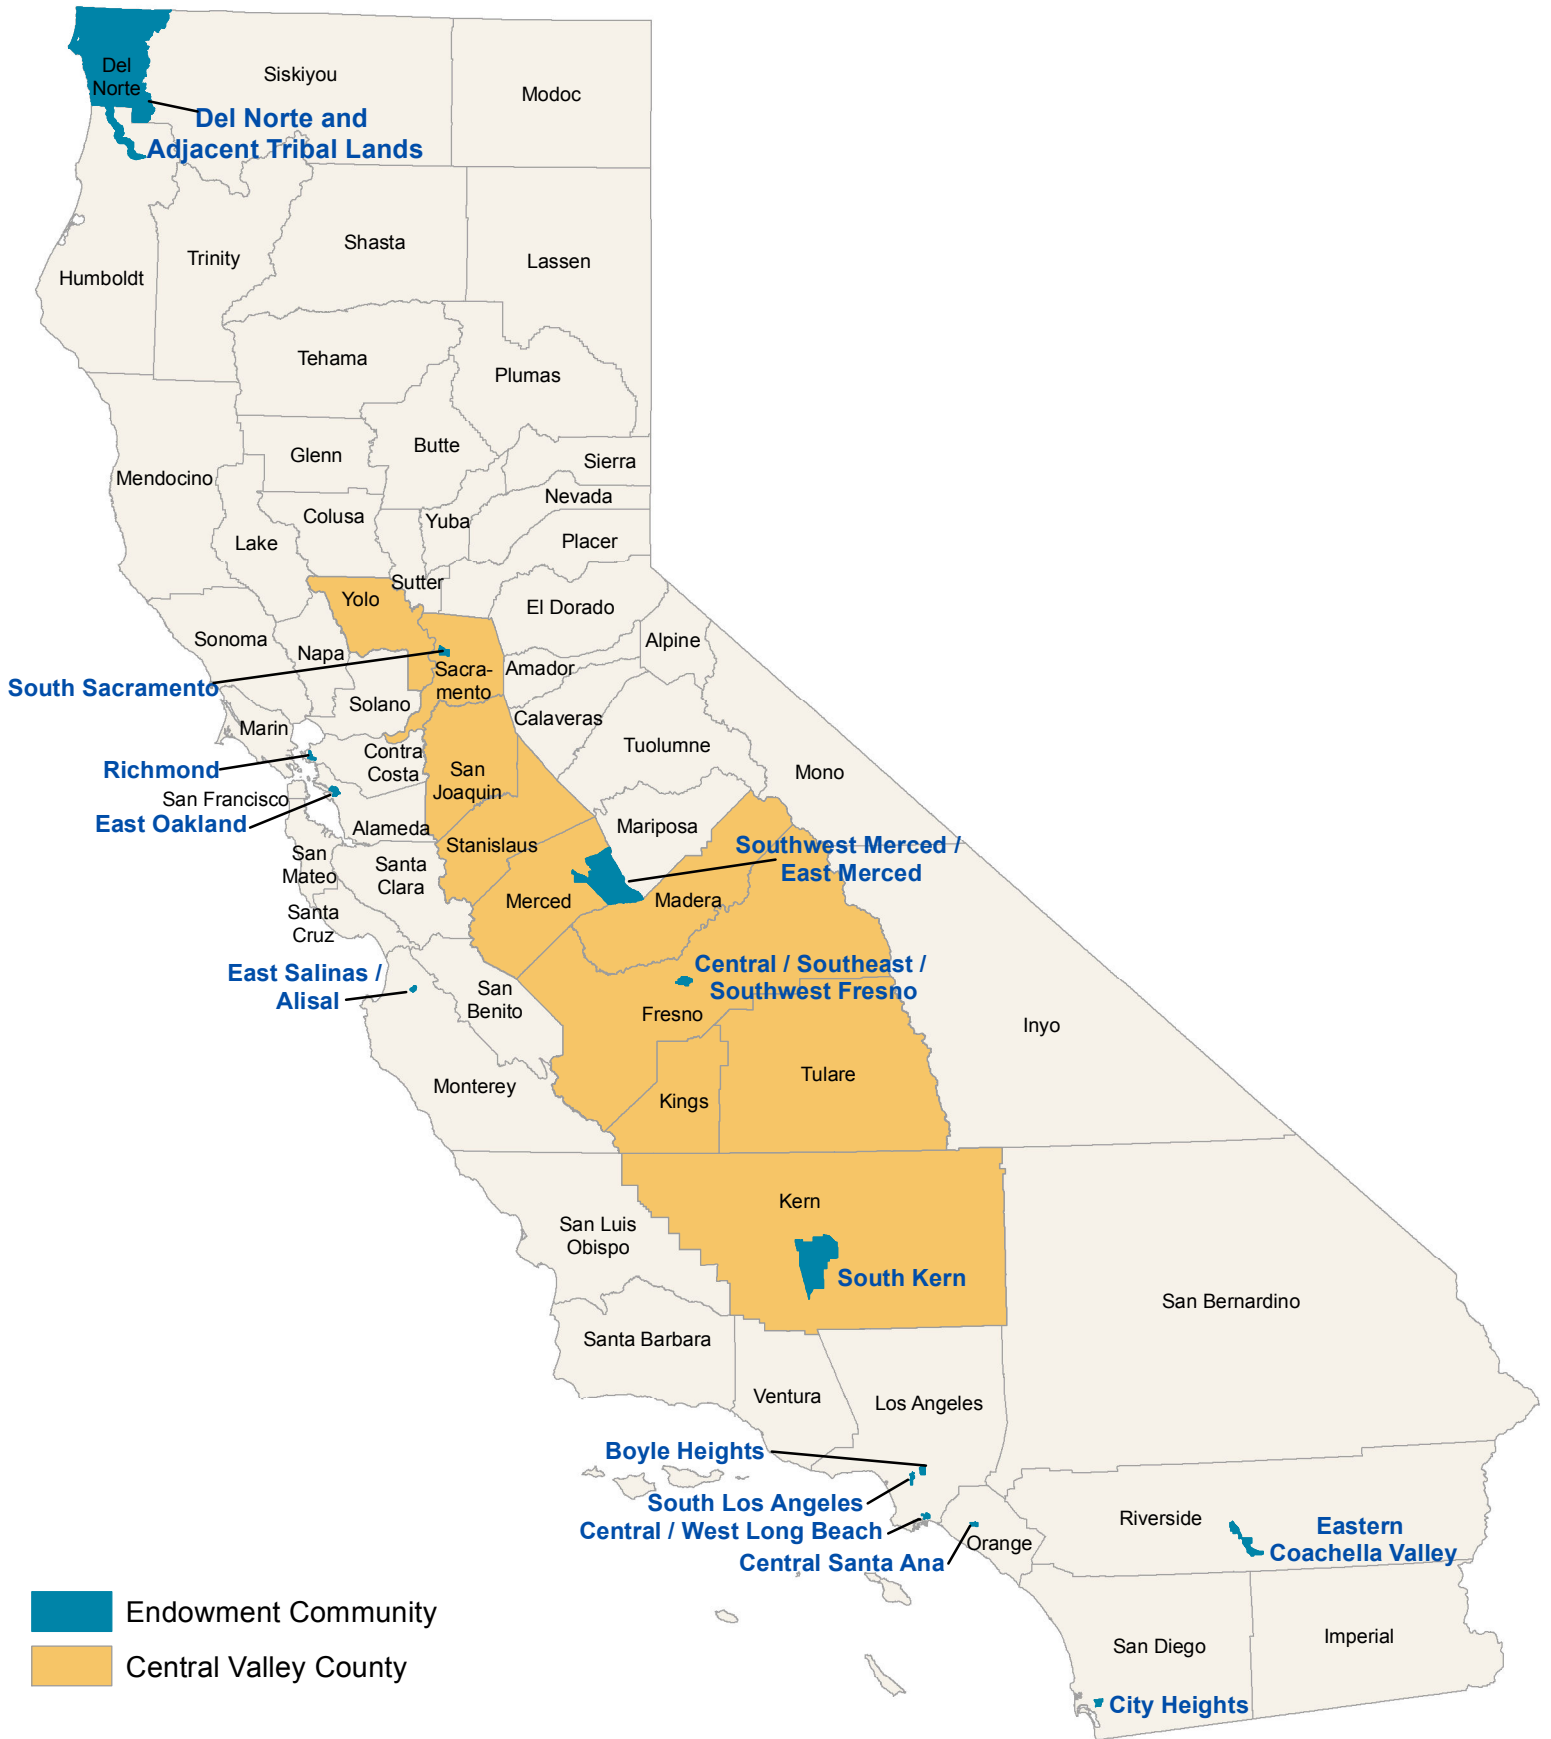 Del
Norte
Siskiyou
Modoc
Del Norte and
Adjacent Tribal Lands
Shasta
Trinity
Lassen
Humboldt
Tehama
Plumas
Butte
Glenn
Sierra
Mendocino
Nevada
Colusa
Yuba
Placer
Lake
Sutter
Yolo
El Dorado
Sonoma
Alpine
Napa
Amador
Sacra-
mento
South Sacramento
Solano
Calaveras
Marin
Tuolumne
Contra
Costa
Richmond
San
Joaquin
Mono
San Francisco
East Oakland
Alameda
Mariposa
Stanislaus
Southwest Merced /
East Merced
San
Mateo
Santa
Clara
Merced
Madera
Santa
Cruz
East Salinas /
Alisal
Central / Southeast /
Southwest Fresno
San
Benito
Fresno
Inyo
Tulare
Monterey
Kings
Kern
San Luis
Obispo
South Kern
San Bernardino
Santa Barbara
Ventura
Los Angeles
Boyle Heights
South Los Angeles
Central / West Long Beach
Central Santa Ana
Orange
Riverside
Eastern
Coachella Valley
Endowment Community
Central Valley County
San Diego
Imperial
City Heights